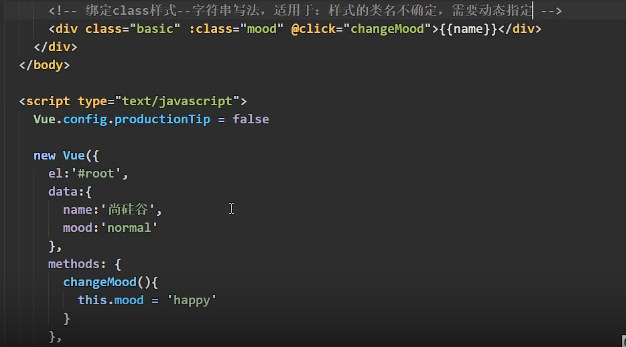 <!-- 绑定class样式--字符串写法，适用于：样式的类名不确定，需要动态指定 -->
<div class="basic" :class="mood" @click="changeMood">{{name}}</div>
</div>
</body>
<script type="text/javascript">
Vue.config.productionTip = false
new Vue({
el:'#root',
data:{
name:'尚硅谷',
mood:'normal'
},
methods: {
changeMood(){
this.mood = 'happy'
}
},